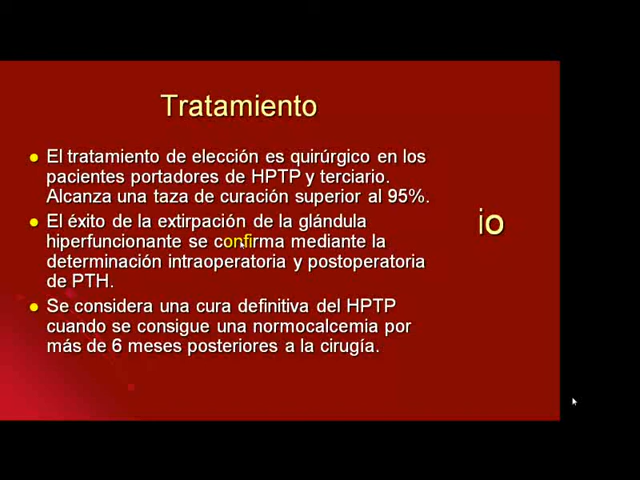 Tratamiento
El tratamiento de elección es quirúrgico en los
pacientes portadores de HPTP y terciario.
Alcanza una taza de curación superior al 95%.
El éxito de la extirpación de la glándula
hiperfuncionante se confirma mediante la
determinación intraoperatoria y postoperatoria
de PTH.
Se considera una cura definitiva del HPTP
cuando se consigue una normocalcemia por
más de 6 meses posteriores a la cirugía.
io